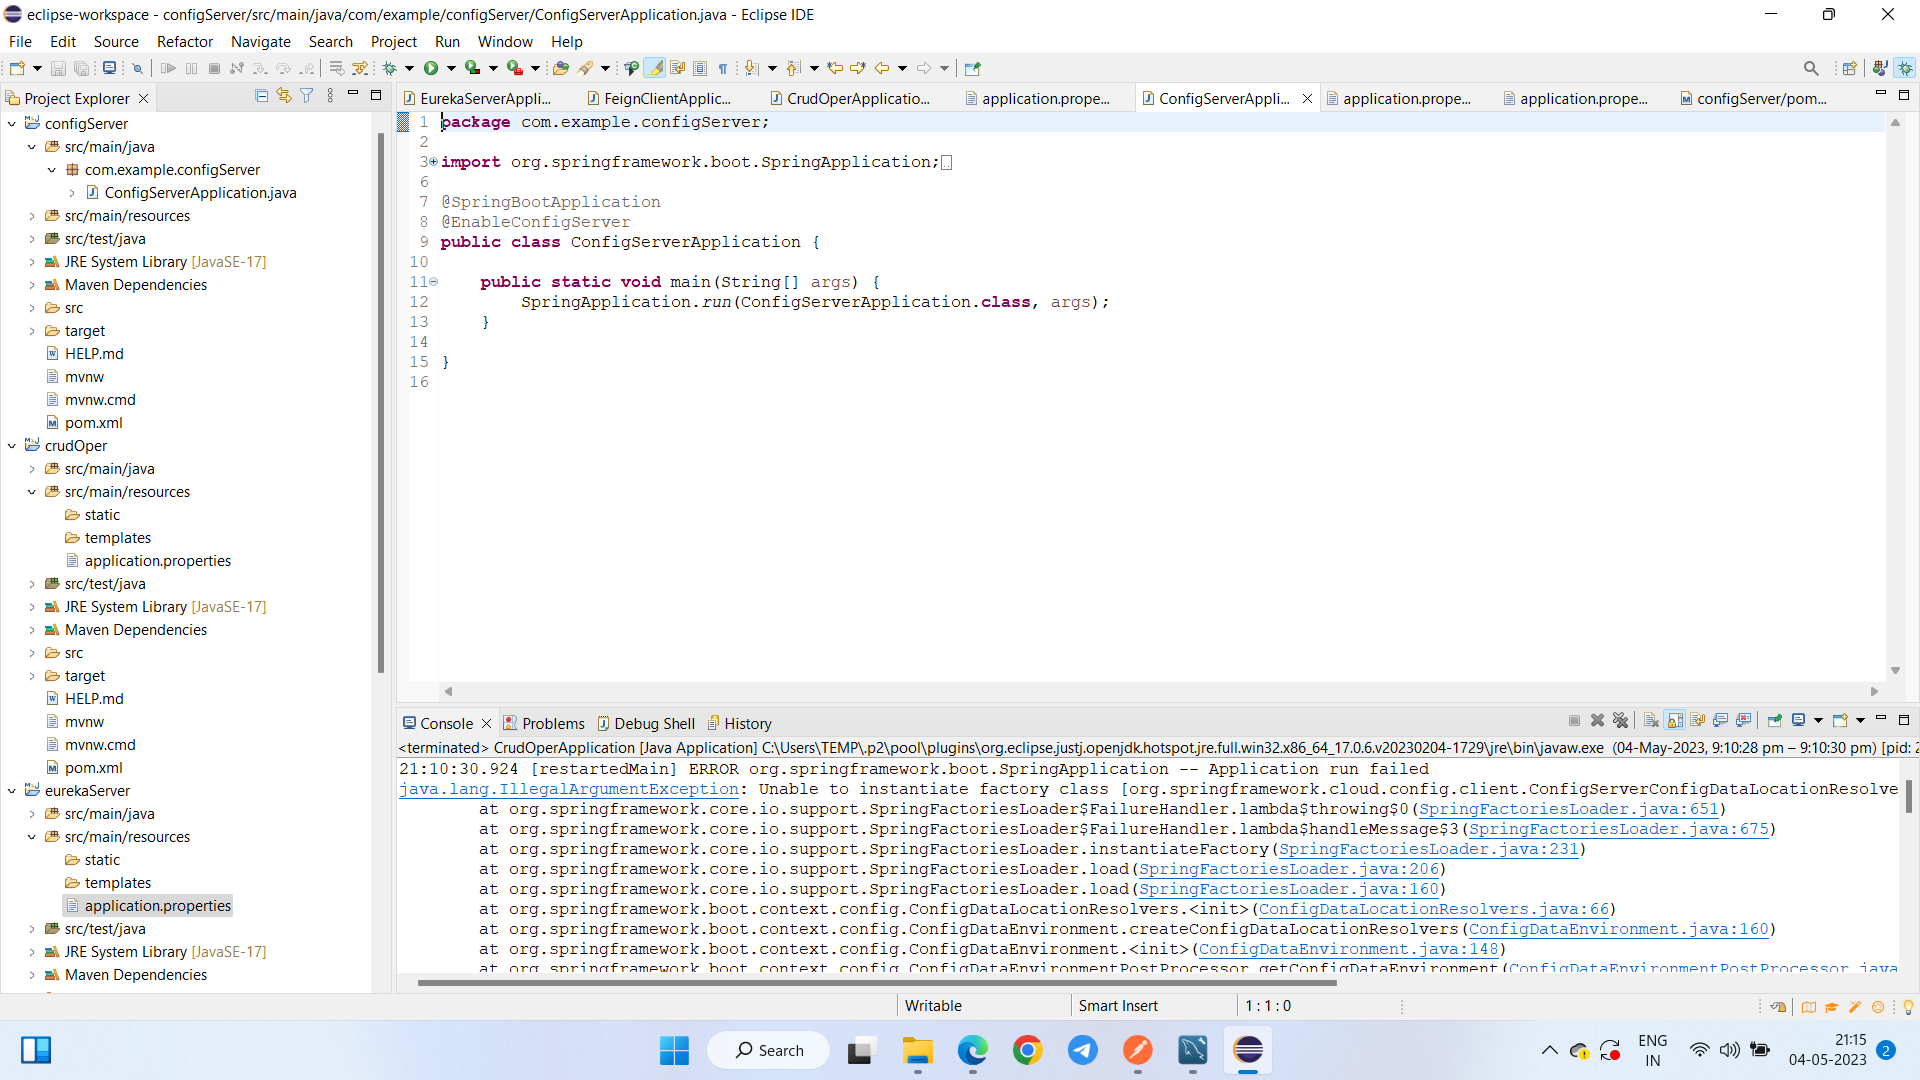 eclipse-workspace - configServer/src/main/java/com/example/configServer/ConfigServerApplication.java - Eclipse IDE
File Edit Source Refactor Navigate Search Project Run Window Help
Project Explorer
configServer
src/main/java
com.example.configServer
ConfigServerApplication.java
src/main/resources
src/test/java
JRE System Library [JavaSE-17]
Maven Dependencies
src
target
HELP.md
mvnw
mvnw.cmd
pom.xml
crudOper
src/main/java
src/main/resources
static
templates
application.properties
src/test/java
JRE System Library [JavaSE-17]
Maven Dependencies
src
target
HELP.md
mvnw
mvnw.cmd
pom.xml
eurekaServer
src/main/java
src/main/resources
static
templates
application.properties
src/test/java
JRE System Library [JavaSE-17]
Maven Dependencies
EurekaServerAppli... FeignClientApplic... CrudOperApplicatio... application.prope... ConfigServerAppli... application.prope... application.prope... configServer/pom...
1 package com.example.configServer;
2
3 import org.springframework.boot.SpringApplication;
6
7 @SpringBootApplication
8 @EnableConfigServer
9 public class ConfigServerApplication {
10
11 public static void main(String[] args) {
12 SpringApplication.run(ConfigServerApplication.class, args);
13 }
14
15 }
16
Console Problems Debug Shell History
<terminated> CrudOperApplication [Java Application] C:\Users\TEMP\.p2\pool\plugins\org.eclipse.justj.openjdk.hotspot.jre.full.win32.x86_64_17.0.6.v20230204-1729\jre\bin\javaw.exe (04-May-2023, 9:10:28 pm – 9:10:30 pm) [pid: 2
21:10:30.924 [restartedMain] ERROR org.springframework.boot.SpringApplication -- Application run failed
java.lang.IllegalArgumentException: Unable to instantiate factory class [org.springframework.cloud.config.client.ConfigServerConfigDataLocationResolve
at org.springframework.core.io.support.SpringFactoriesLoader$FailureHandler.lambda$throwing$0(SpringFactoriesLoader.java:651)
at org.springframework.core.io.support.SpringFactoriesLoader$FailureHandler.lambda$handleMessage$3(SpringFactoriesLoader.java:675)
at org.springframework.core.io.support.SpringFactoriesLoader.instantiateFactory(SpringFactoriesLoader.java:231)
at org.springframework.core.io.support.SpringFactoriesLoader.load(SpringFactoriesLoader.java:206)
at org.springframework.core.io.support.SpringFactoriesLoader.load(SpringFactoriesLoader.java:160)
at org.springframework.boot.context.config.ConfigDataLocationResolvers.<init>(ConfigDataLocationResolvers.java:66)
at org.springframework.boot.context.config.ConfigDataEnvironment.createConfigDataLocationResolvers(ConfigDataEnvironment.java:160)
at org.springframework.boot.context.config.ConfigDataEnvironment.<init>(ConfigDataEnvironment.java:148)
at org.springframework.boot.context.config.ConfigDataEnvironmentPostProcessor.getConfigDataEnvironment(ConfigDataEnvironmentPostProcessor.java
Writable Smart Insert 1 : 1 : 0
Search
ENG
IN
21:15
04-05-2023
2